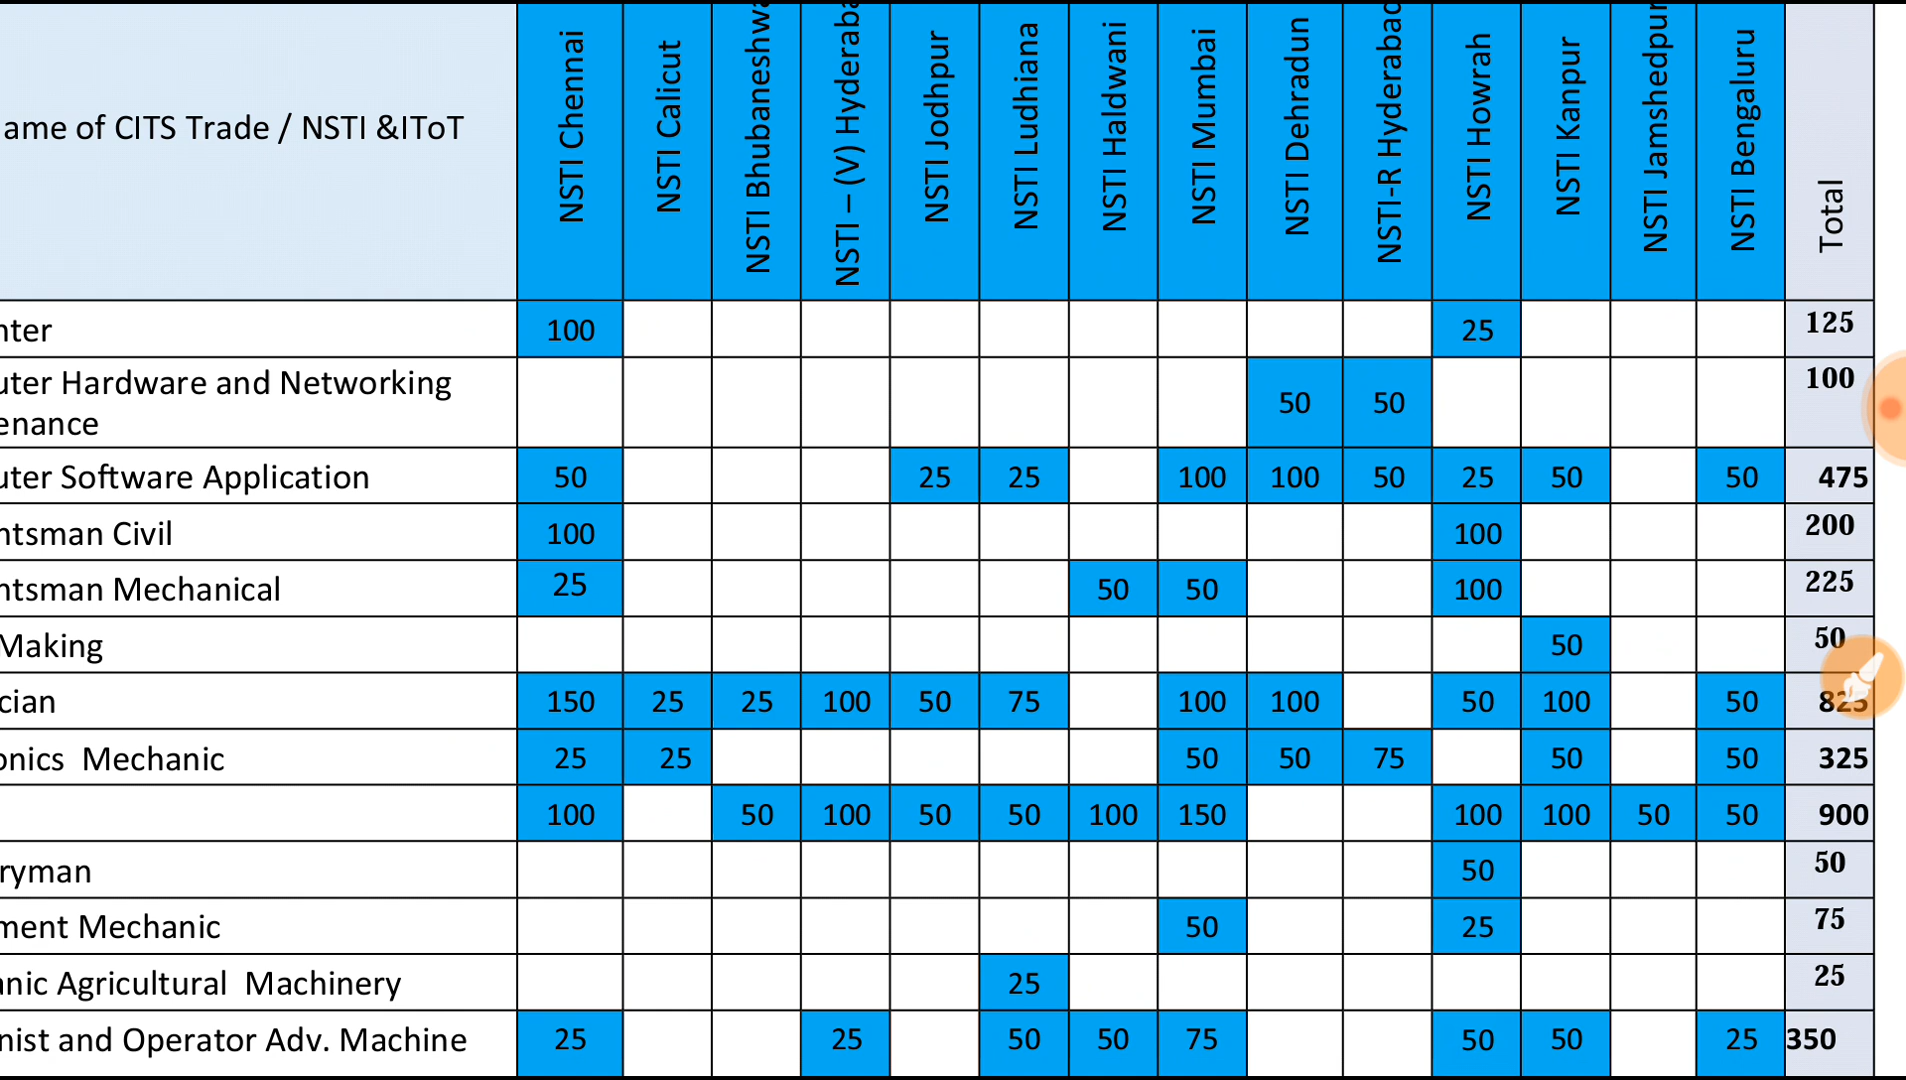 ame of CITS Trade / NSTI &IToT NSTI Chennai NSTI Calicut NSTI Bhubaneshwa NSTI – (V) Hyderaba NSTI Jodhpur NSTI Ludhiana NSTI Haldwani NSTI Mumbai NSTI Dehradun NSTI-R Hyderabad NSTI Howrah NSTI Kanpur NSTI Jamshedpur NSTI Bengaluru Total
nter 100 25 125
uter Hardware and Networking
enance 50 50 100
uter Software Application 50 25 25 100 100 50 25 50 50 475
ntsman Civil 100 100 200
ntsman Mechanical 25 50 50 100 225
Making 50 50
cian 150 25 25 100 50 75 100 100 50 100 50 825
onics Mechanic 25 25 50 50 75 50 50 325
100 50 100 50 50 100 150 100 100 50 50 900
ryman 50 50
ment Mechanic 50 25 75
anic Agricultural Machinery 25 25
nist and Operator Adv. Machine 25 25 50 50 75 50 50 25 350